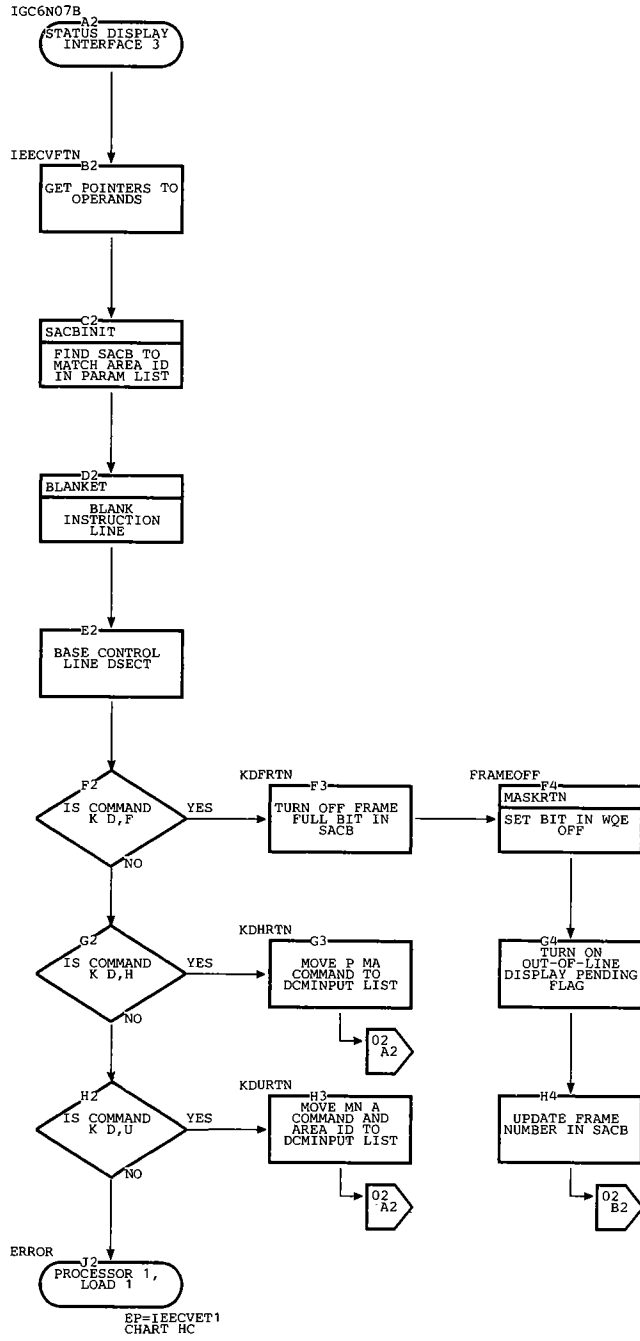 IGC6N07B
A2
STATUS DISPLAY
INTERFACE 3
IEECVFTN
B2
GET POINTERS TO
OPERANDS
C2
SACBINIT
FIND SACB TO
MATCH AREA ID
IN PARAM LIST
D2
BLANKET
BLANK
INSTRUCTION
LINE
E2
BASE CONTROL
LINE DSECT
F2
IS COMMAND
K D,F
YES
NO
KDFRTN
F3
TURN OFF FRAME
FULL BIT IN
SACB
FRAMEOFF
F4
MASKRTN
SET BIT IN WQE
OFF
G2
IS COMMAND
K D,H
YES
NO
KDHRTN
G3
MOVE P MA
COMMAND TO
DCMINPUT LIST
02
A2
G4
TURN ON
OUT-OF-LINE
DISPLAY PENDING
FLAG
H2
IS COMMAND
K D,U
YES
NO
KDURTN
H3
MOVE MN A
COMMAND AND
AREA ID TO
DCMINPUT LIST
02
A2
H4
UPDATE FRAME
NUMBER IN SACB
02
B2
ERROR
J2
PROCESSOR 1,
LOAD 1
EP=IEECVET1
CHART HC